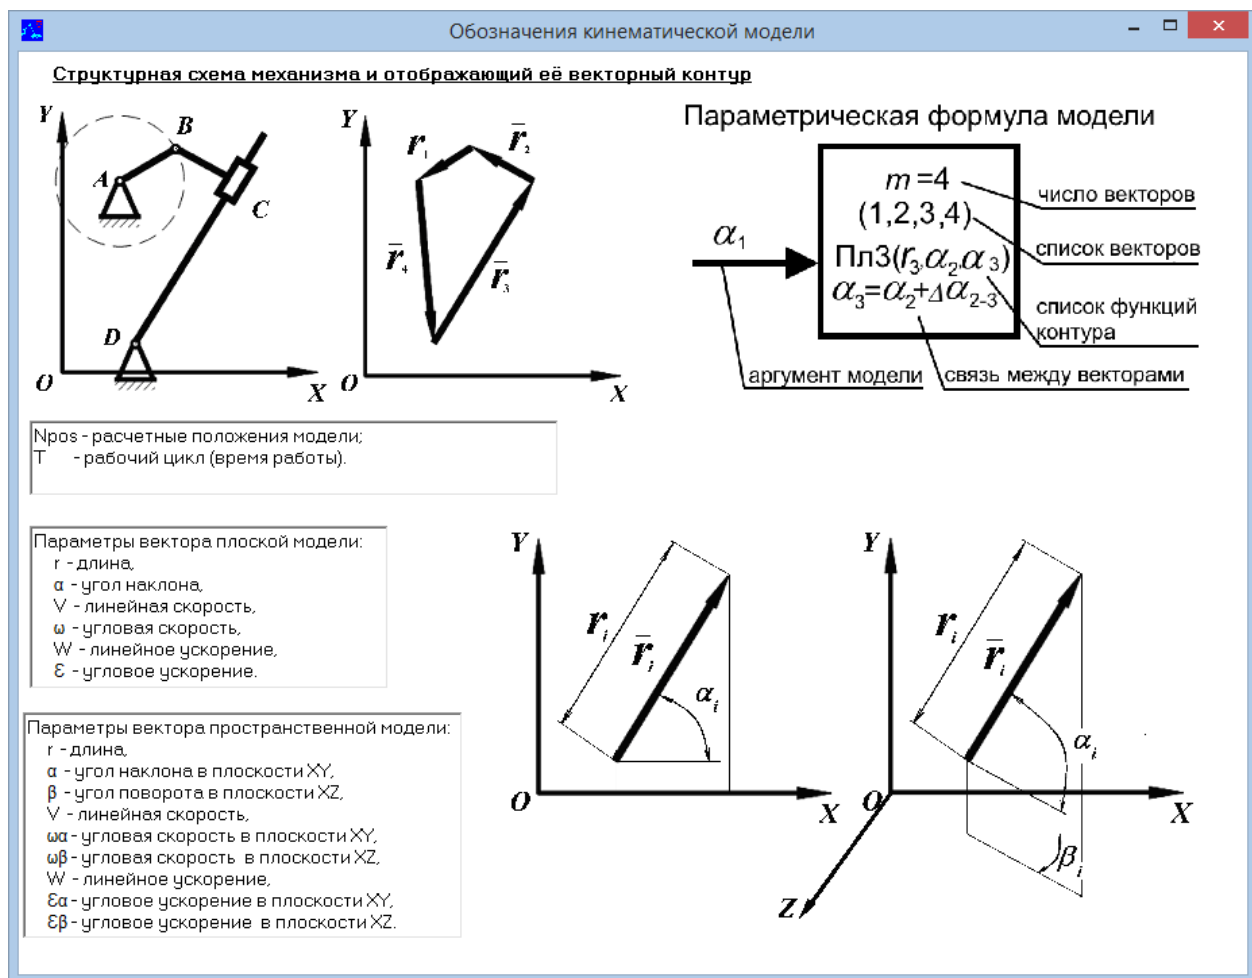 Обозначения кинематической модели
Структурная схема механизма и отображающий её векторный контур
Y
B
A
C
D
O
X
Y
r₁
r̅₂
r̅₄
r̅₃
O
X
Параметрическая формула модели
α₁
m =4
(1,2,3,4)
Пл3(r₃,α₂,α₃)
α₃=α₂+Δα₂₋₃
число векторов
список векторов
список функций
контура
аргумент модели
связь между векторами
Npos - расчетные положения модели;
T - рабочий цикл (время работы).
Параметры вектора плоской модели:
r - длина,
α - угол наклона,
V - линейная скорость,
ω - угловая скорость,
W - линейное ускорение,
Ɛ - угловое ускорение.
Параметры вектора пространственной модели:
r - длина,
α - угол наклона в плоскости XY,
β - угол поворота в плоскости XZ,
V - линейная скорость,
ωα - угловая скорость в плоскости XY,
ωβ - угловая скорость в плоскости XZ,
W - линейное ускорение,
Ɛα - угловое ускорение в плоскости XY,
Ɛβ - угловое ускорение в плоскости XZ.
Y
rᵢ
r̅ᵢ
αᵢ
O
X
Y
rᵢ
r̅ᵢ
αᵢ
O
X
βᵢ
Z